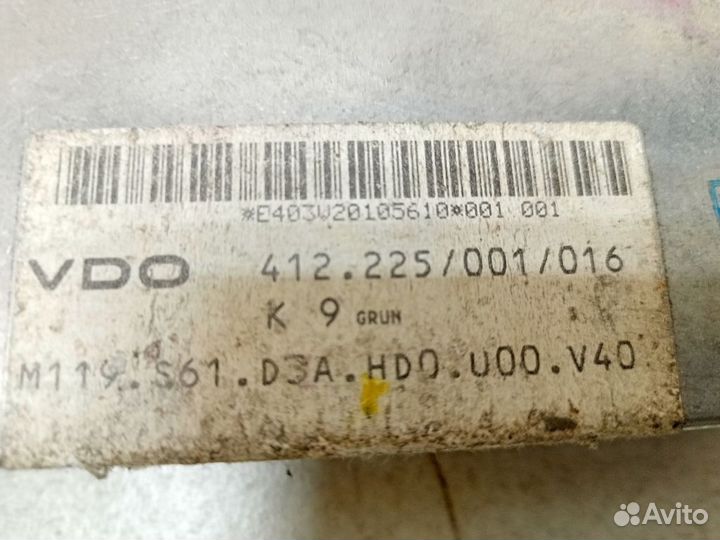 *E403W20105610*001 001
VDO 412.225/001/016
K 9 GRUN
M119.S61.D3A.HD0.U00.V40
Avito